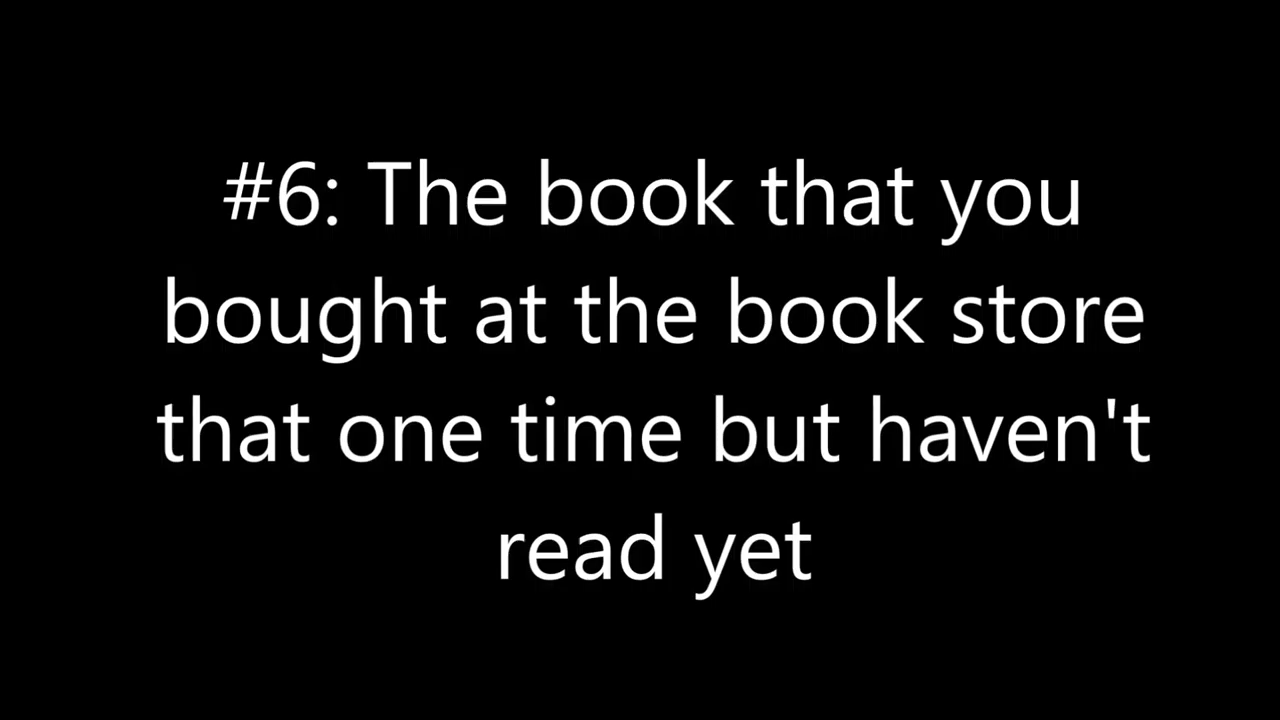 #6: The book that you
bought at the book store
that one time but haven't
read yet